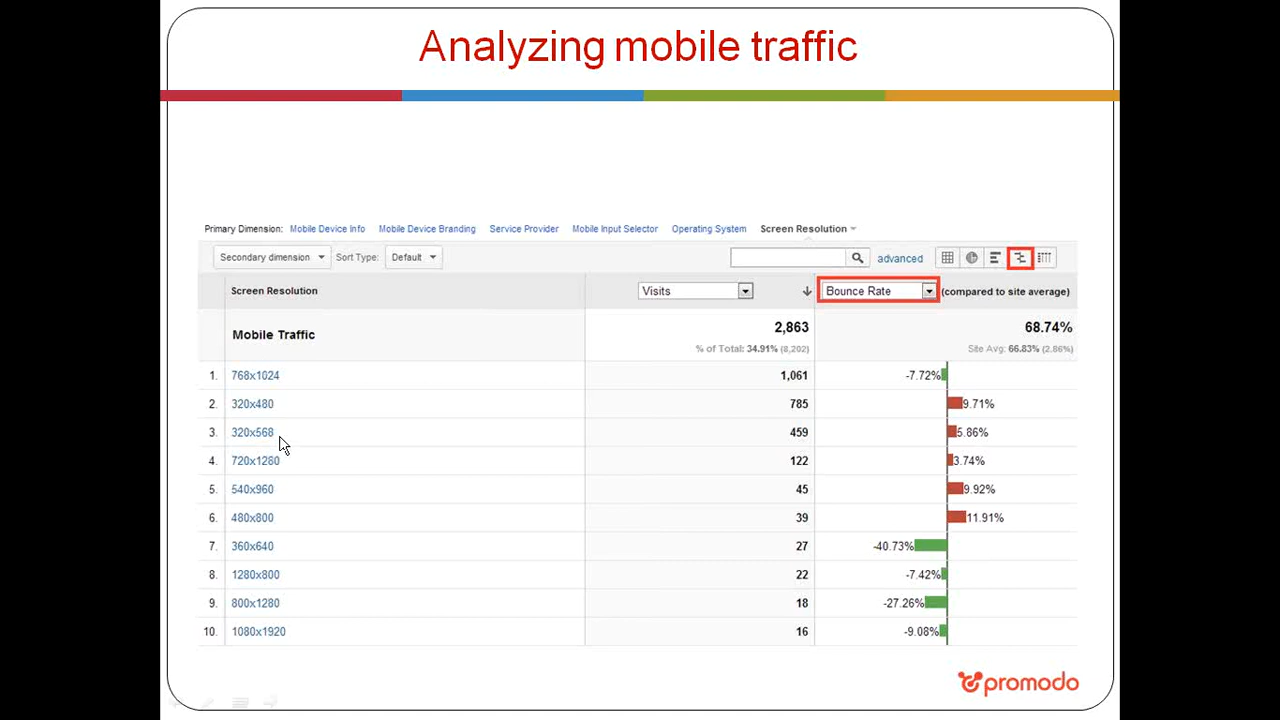 Analyzing mobile traffic
Primary Dimension: Mobile Device Info Mobile Device Branding Service Provider Mobile Input Selector Operating System Screen Resolution
Secondary dimension Sort Type: Default advanced
Screen Resolution Visits Bounce Rate (compared to site average)
Mobile Traffic 2,863 68.74%
% of Total: 34.91% (8,202) Site Avg: 66.83% (2.86%)
1. 768x1024 1,061 -7.72%
2. 320x480 785 9.71%
3. 320x568 459 5.86%
4. 720x1280 122 3.74%
5. 540x960 45 9.92%
6. 480x800 39 11.91%
7. 360x640 27 -40.73%
8. 1280x800 22 -7.42%
9. 800x1280 18 -27.26%
10. 1080x1920 16 -9.08%
promodo